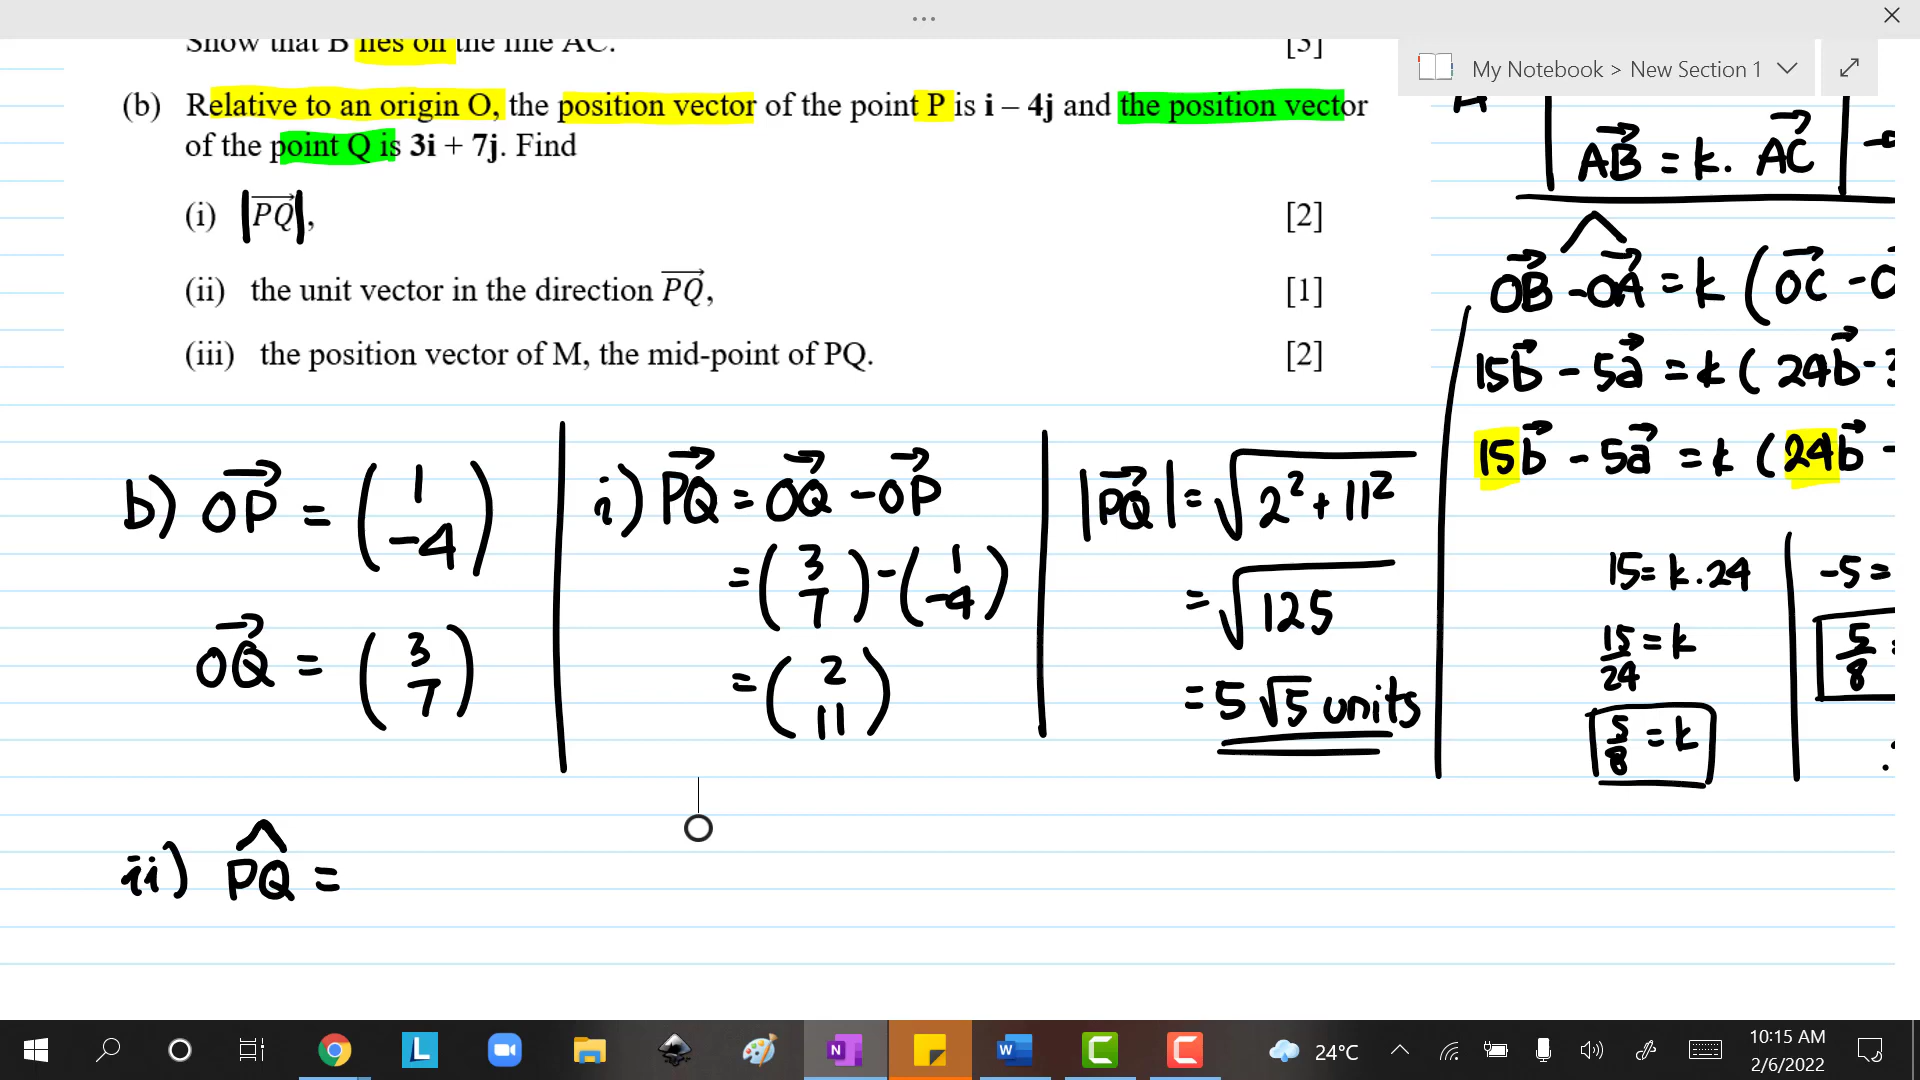 Show that B lies on the line AC. [3]
My Notebook > New Section 1
(b) Relative to an origin O, the position vector of the point P is i – 4j and the position vector
of the point Q is 3i + 7j. Find
(i) |PQ|, [2]
(ii) the unit vector in the direction PQ, [1]
(iii) the position vector of M, the mid-point of PQ. [2]
A
AB = k. AC
OB - OA = k ( OC -
15b - 5a = k ( 24b -
15b - 5a = k ( 24b -
15 = k . 24
15/24 = k
5/8 = k
-5 =
5/8
b) OP = ( 1 -4 )
OQ = ( 3 7 )
i) PQ = OQ - OP
= ( 3 7 ) - ( 1 -4 )
= ( 2 11 )
|PQ| = √2² + 11²
= √125
= 5√5 units
ii) PQ =
24°C
10:15 AM
2/6/2022